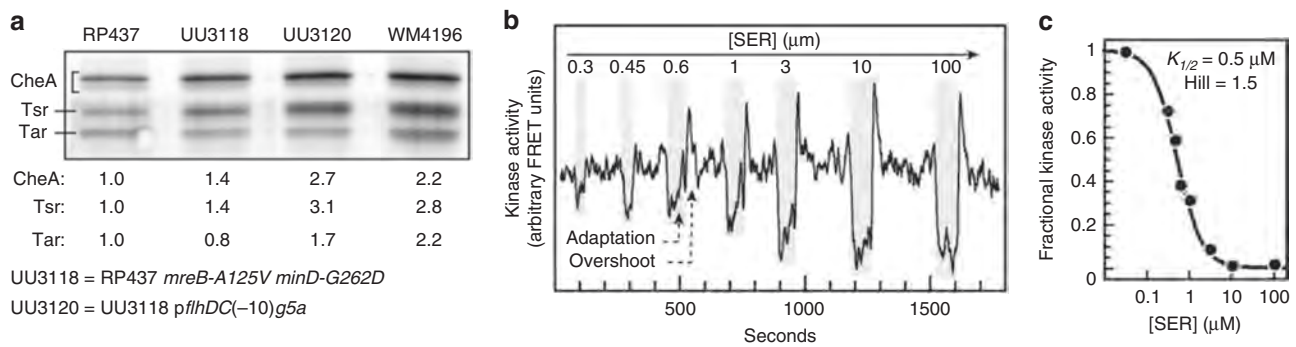 a
RP437 UU3118 UU3120 WM4196
CheA
Tsr
Tar
CheA: 1.0 1.4 2.7 2.2
Tsr: 1.0 1.4 3.1 2.8
Tar: 1.0 0.8 1.7 2.2
UU3118 = RP437 mreB-A125V minD-G262D
UU3120 = UU3118 pflhDC(–10)g5a
b
[SER] (μm)
0.3 0.45 0.6 1 3 10 100
Kinase activity
(arbitrary FRET units)
Adaptation
Overshoot
500 1000 1500
Seconds
c
K1/2 = 0.5 μM
Hill = 1.5
Fractional kinase activity
1
0.8
0.6
0.4
0.2
0
0.1 1 10 100
[SER] (μM)